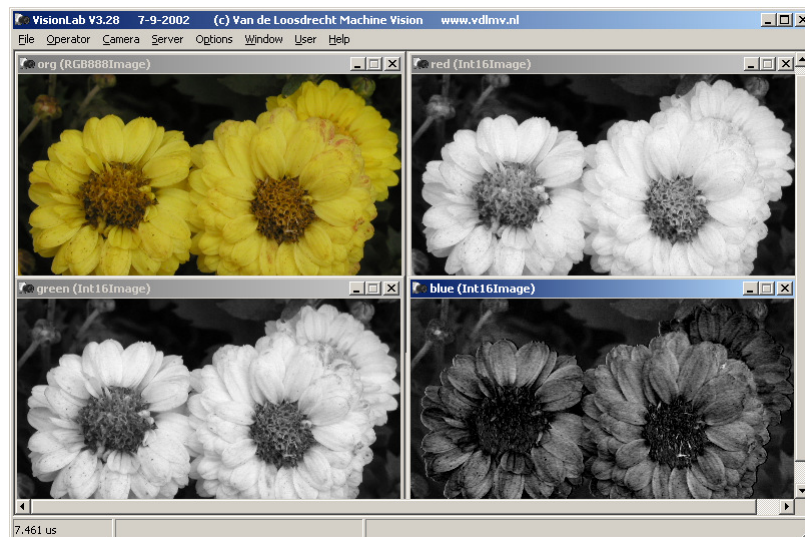 VisionLab V3.28 7-9-2002 (c) Van de Loosdrecht Machine Vision www.vdlmv.nl
File Operator Camera Server Options Window User Help
org (RGB888Image)
red (Int16Image)
green (Int16Image)
blue (Int16Image)
7.461 us